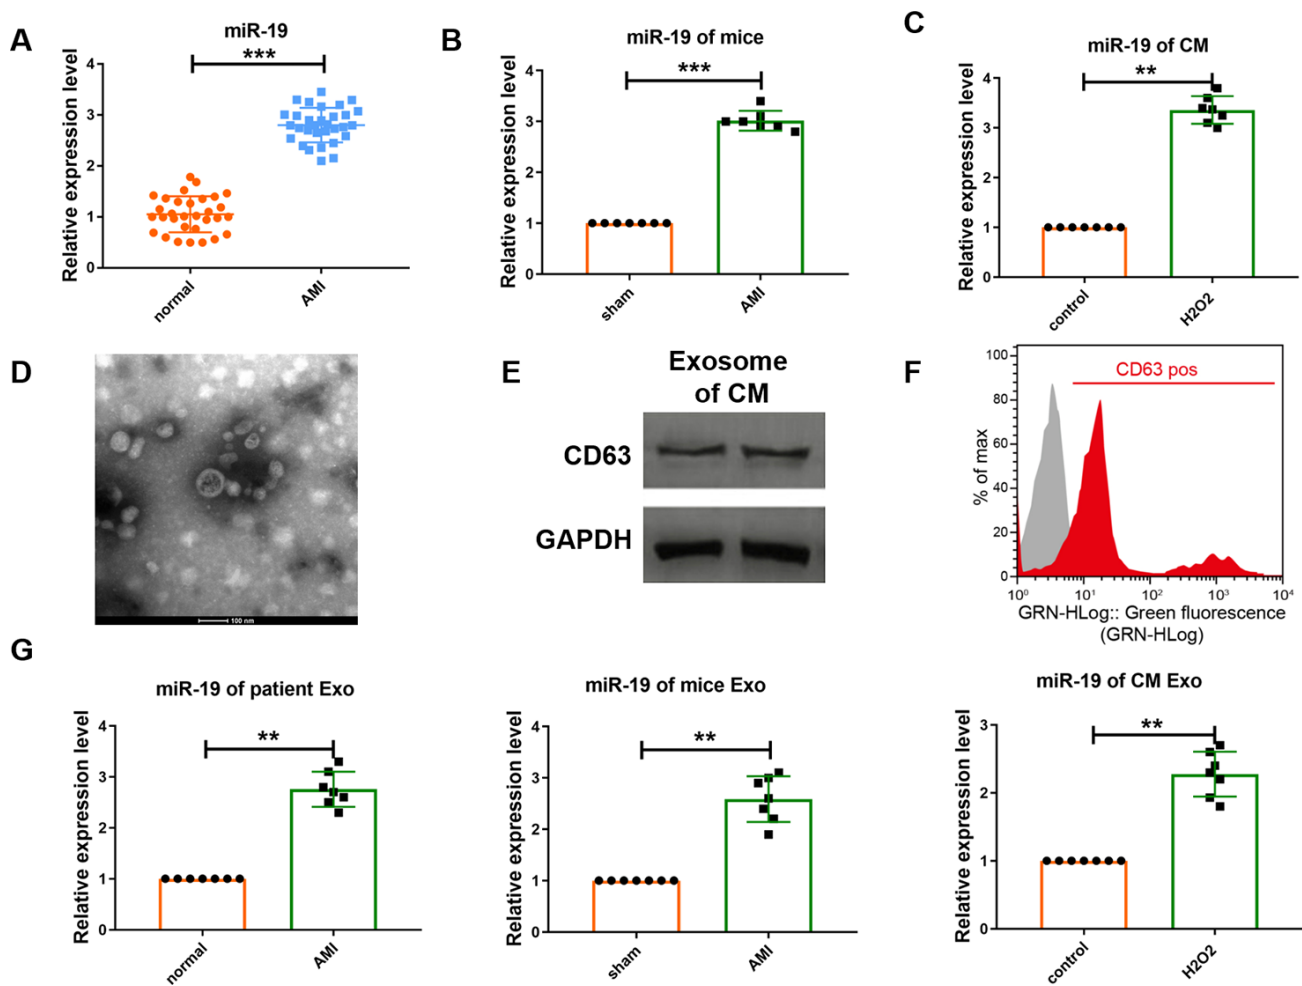 A
miR-19
***
Relative expression level
4
3
2
1
0
normal
AMI
B
miR-19 of mice
***
Relative expression level
4
3
2
1
0
sham
AMI
C
miR-19 of CM
**
Relative expression level
4
3
2
1
0
control
H2O2
D
100 nm
E
Exosome
of CM
CD63
GAPDH
F
CD63 pos
% of max
100
80
60
40
20
0
10⁰
10¹
10²
10³
10⁴
GRN-HLog:: Green fluorescence
(GRN-HLog)
G
miR-19 of patient Exo
**
Relative expression level
4
3
2
1
0
normal
AMI
miR-19 of mice Exo
**
Relative expression level
4
3
2
1
0
sham
AMI
miR-19 of CM Exo
**
Relative expression level
3
2
1
0
control
H2O2